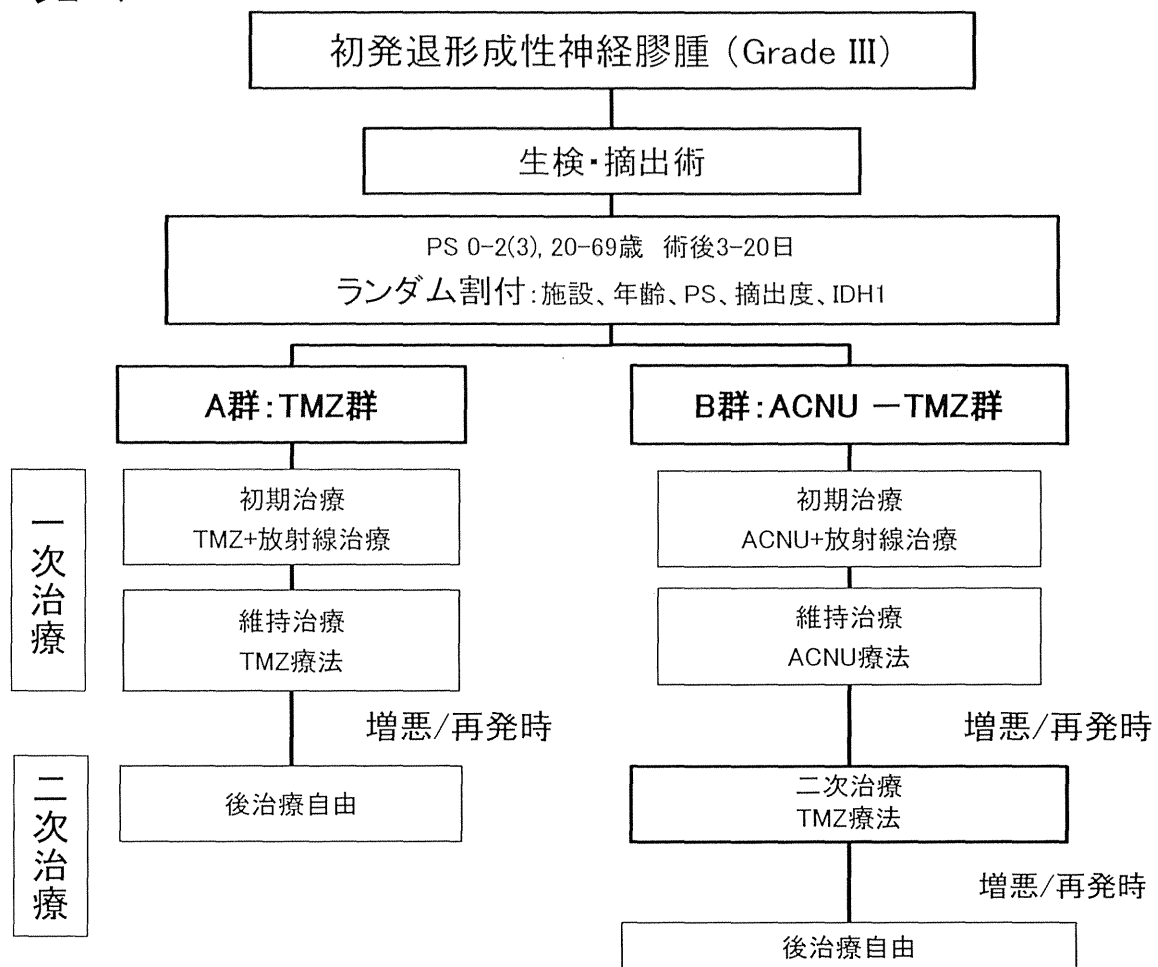 初発退形成性神経膠腫 (Grade III)
生検・摘出術
PS 0-2(3), 20-69歳 術後3-20日
ランダム割付:施設、年齢、PS、摘出度、IDH1
A群:TMZ群
B群:ACNU －TMZ群
一次治療
初期治療
TMZ+放射線治療
初期治療
ACNU+放射線治療
維持治療
TMZ療法
維持治療
ACNU療法
増悪/再発時
増悪/再発時
二次治療
後治療自由
二次治療
TMZ療法
増悪/再発時
後治療自由